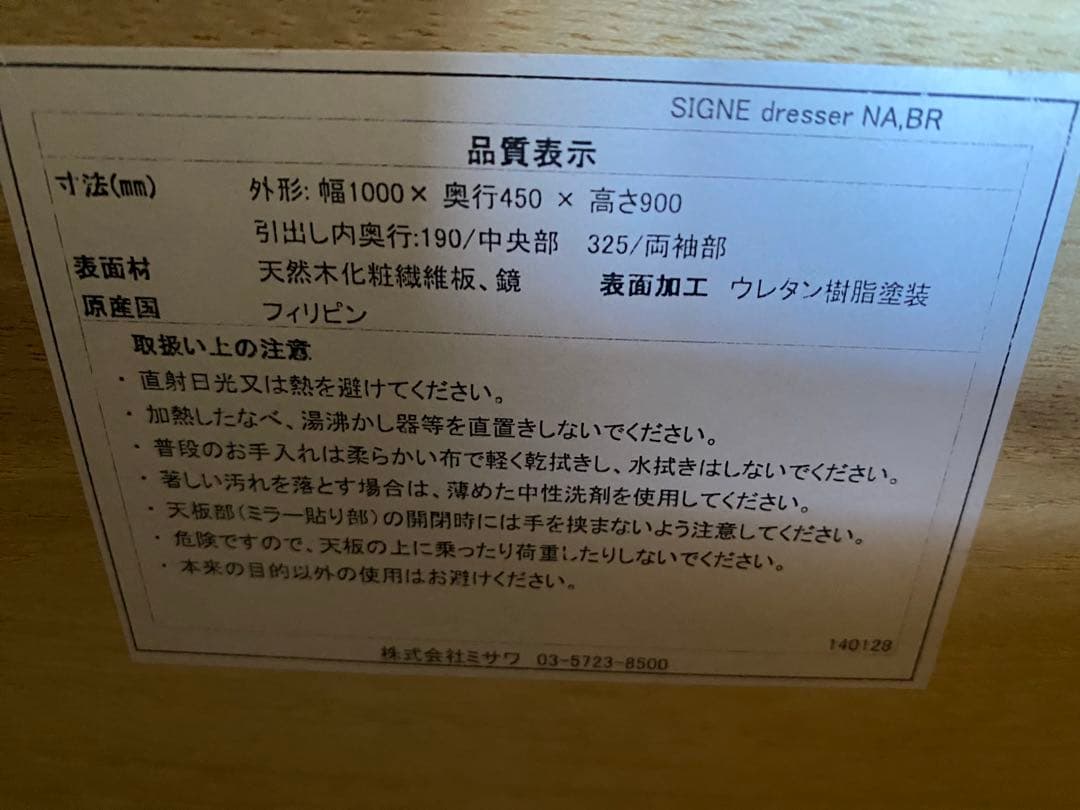 SIGNE dresser NA,BR
品質表示
寸法(mm) 外形: 幅1000× 奥行450 × 高さ900
引出し内奥行:190/中央部 325/両袖部
表面材 天然木化粧繊維板、鏡 表面加工 ウレタン樹脂塗装
原産国 フィリピン
取扱い上の注意
・直射日光又は熱を避けてください。
・加熱したなべ、湯沸かし器等を直置きしないでください。
・普段のお手入れは柔らかい布で軽く乾拭きし、水拭きはしないでください。
・著しい汚れを落とす場合は、薄めた中性洗剤を使用してください。
・天板部(ミラー貼り部)の開閉時には手を挟まないよう注意してください。
・危険ですので、天板の上に乗ったり荷重したりしないでください。
・本来の目的以外の使用はお避けください。
140128
株式会社ミサワ 03-5723-8500